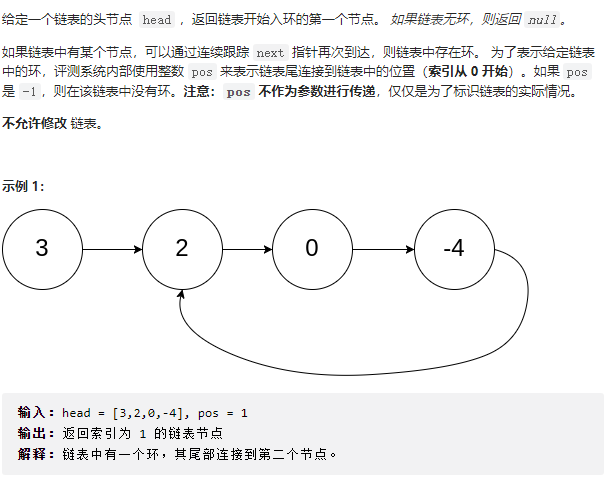 给定一个链表的头节点 head ，返回链表开始入环的第一个节点。 如果链表无环，则返回 null。
如果链表中有某个节点，可以通过连续跟踪 next 指针再次到达，则链表中存在环。 为了表示给定链表
中的环，评测系统内部使用整数 pos 来表示链表尾连接到链表中的位置（索引从 0 开始）。如果 pos
是 -1，则在该链表中没有环。注意：pos 不作为参数进行传递，仅仅是为了标识链表的实际情况。
不允许修改 链表。
示例 1：
3 2 0 -4
输入：head = [3,2,0,-4], pos = 1
输出：返回索引为 1 的链表节点
解释：链表中有一个环，其尾部连接到第二个节点。